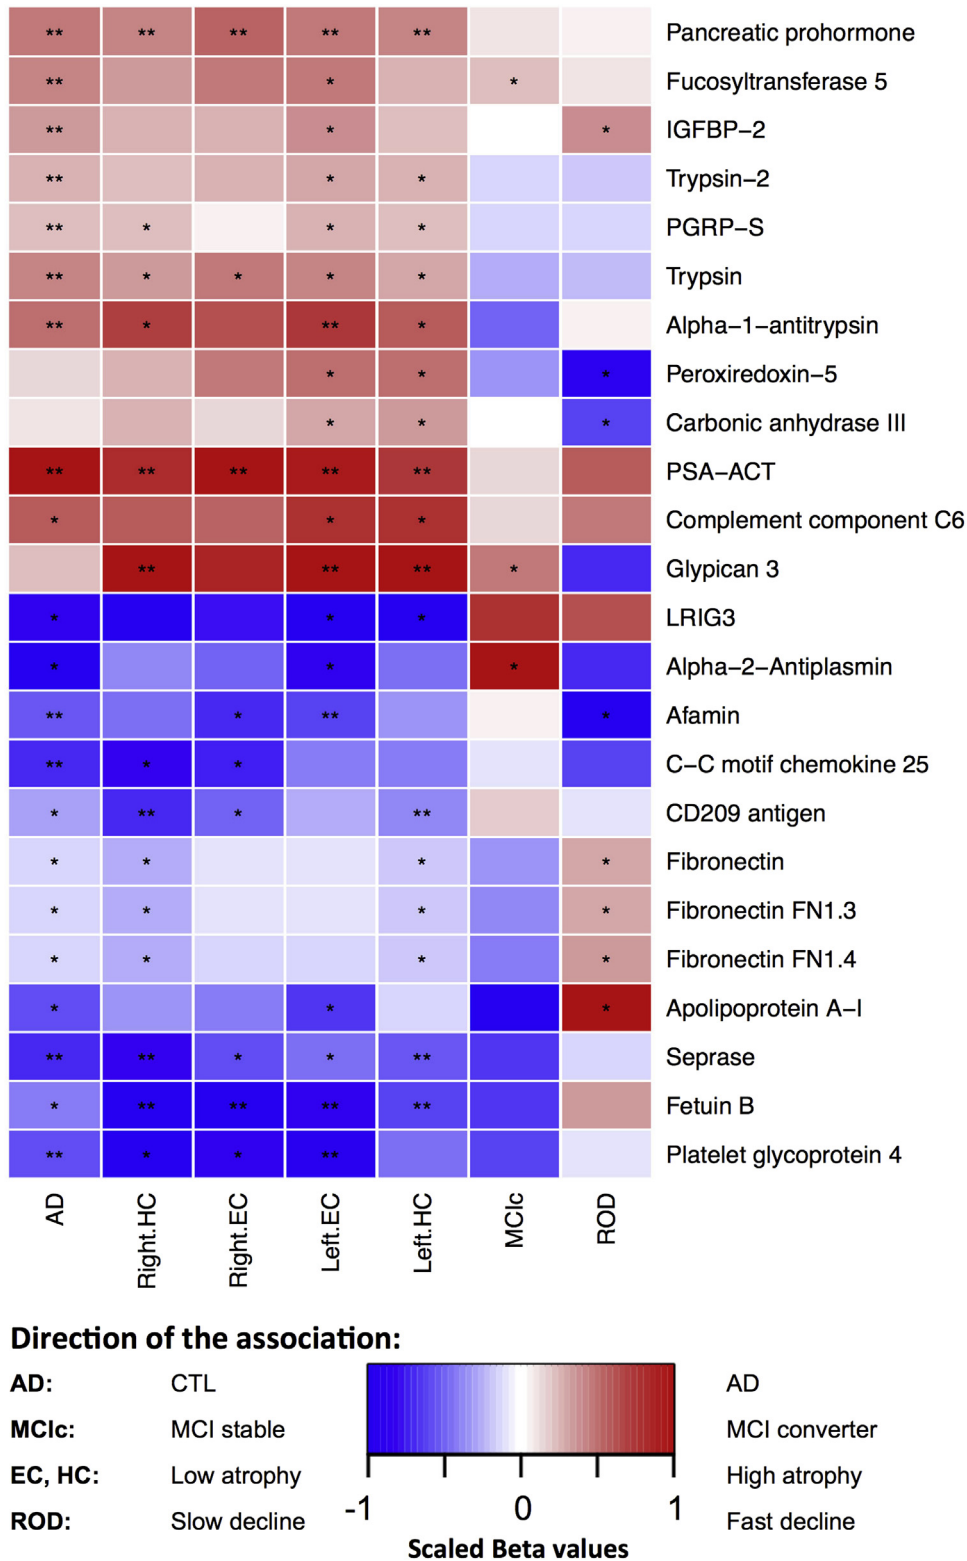 ** ** ** ** ** Pancreatic prohormone
** * * Fucosyltransferase 5
** * * IGFBP−2
** * * Trypsin−2
** * * * PGRP−S
** * * * * Trypsin
** * ** * Alpha−1−antitrypsin
* * * Peroxiredoxin−5
* * * Carbonic anhydrase III
** ** ** ** ** PSA−ACT
* * * Complement component C6
** ** ** * Glypican 3
* * * LRIG3
* * * Alpha−2−Antiplasmin
** * ** * Afamin
** * * C−C motif chemokine 25
* ** * ** CD209 antigen
* * * * Fibronectin
* * * * Fibronectin FN1.3
* * * * Fibronectin FN1.4
* * * Apolipoprotein A−I
** ** * * ** Seprase
* ** ** ** ** Fetuin B
** * * ** Platelet glycoprotein 4
AD Right.HC Right.EC Left.EC Left.HC MCIc ROD
Direction of the association:
AD: CTL AD
MCIc: MCI stable MCI converter
EC, HC: Low atrophy High atrophy
ROD: Slow decline Fast decline
-1 0 1
Scaled Beta values